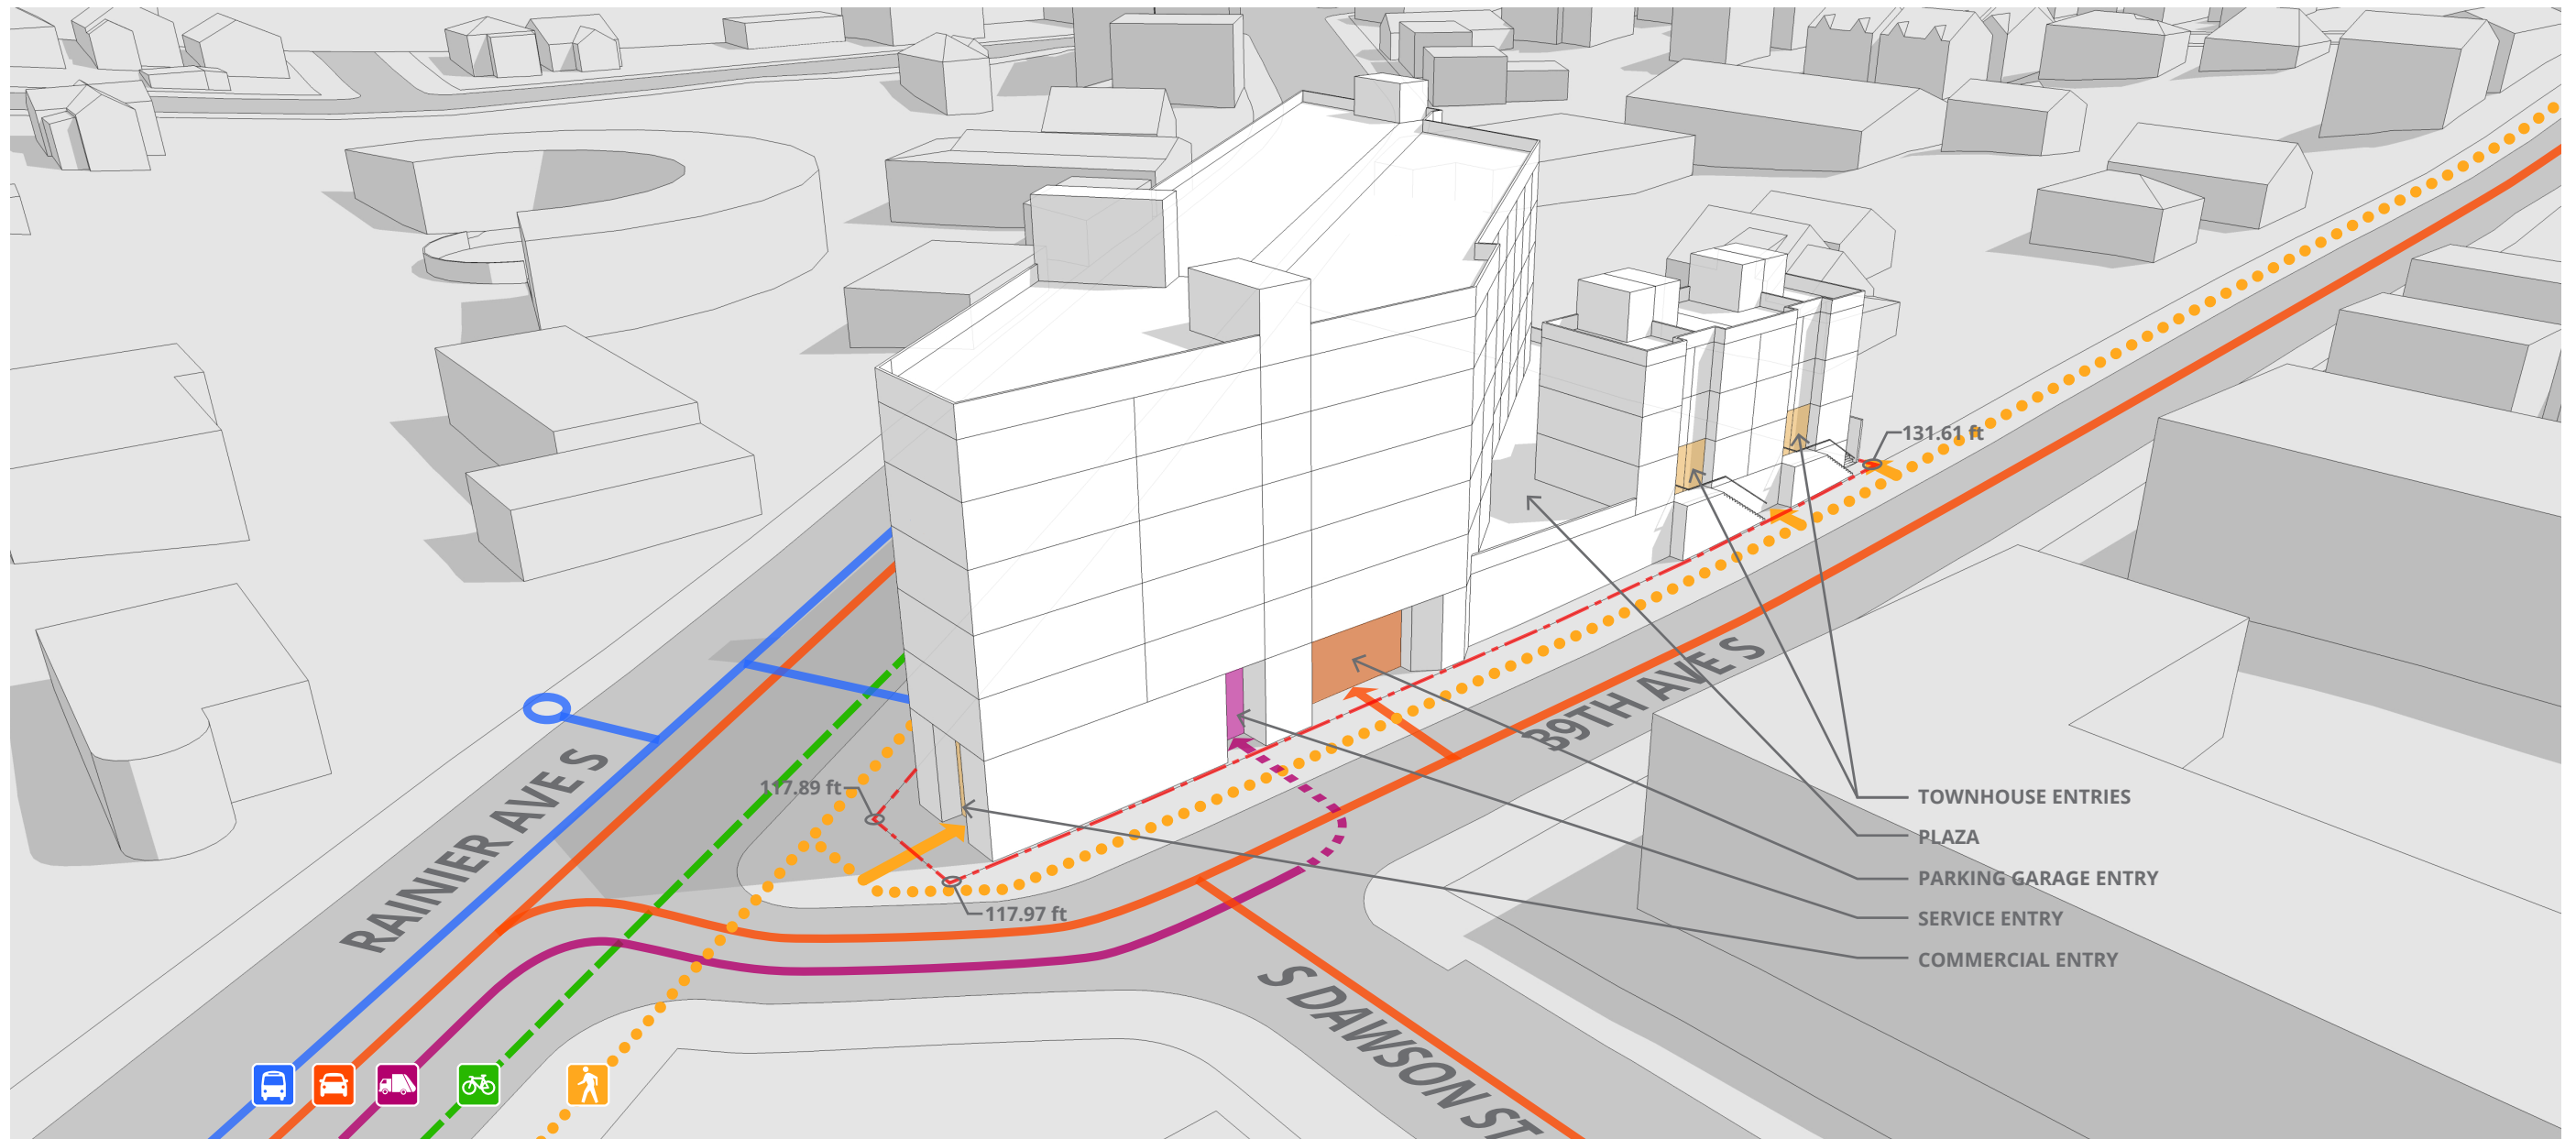 131.61 ft
39TH AVE S
117.89 ft
RAINIER AVE S
TOWNHOUSE ENTRIES
PLAZA
PARKING GARAGE ENTRY
SERVICE ENTRY
COMMERCIAL ENTRY
117.97 ft
S DAWSON ST